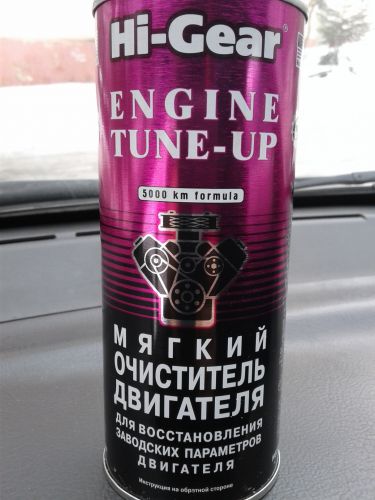 Hi-Gear
ENGINE
TUNE-UP
5000 km formula
МЯГКИЙ
ОЧИСТИТЕЛЬ
ДВИГАТЕЛЯ
ДЛЯ ВОССТАНОВЛЕНИЯ
ЗАВОДСКИХ ПАРАМЕТРОВ
ДВИГАТЕЛЯ
Инструкция на обратной стороне